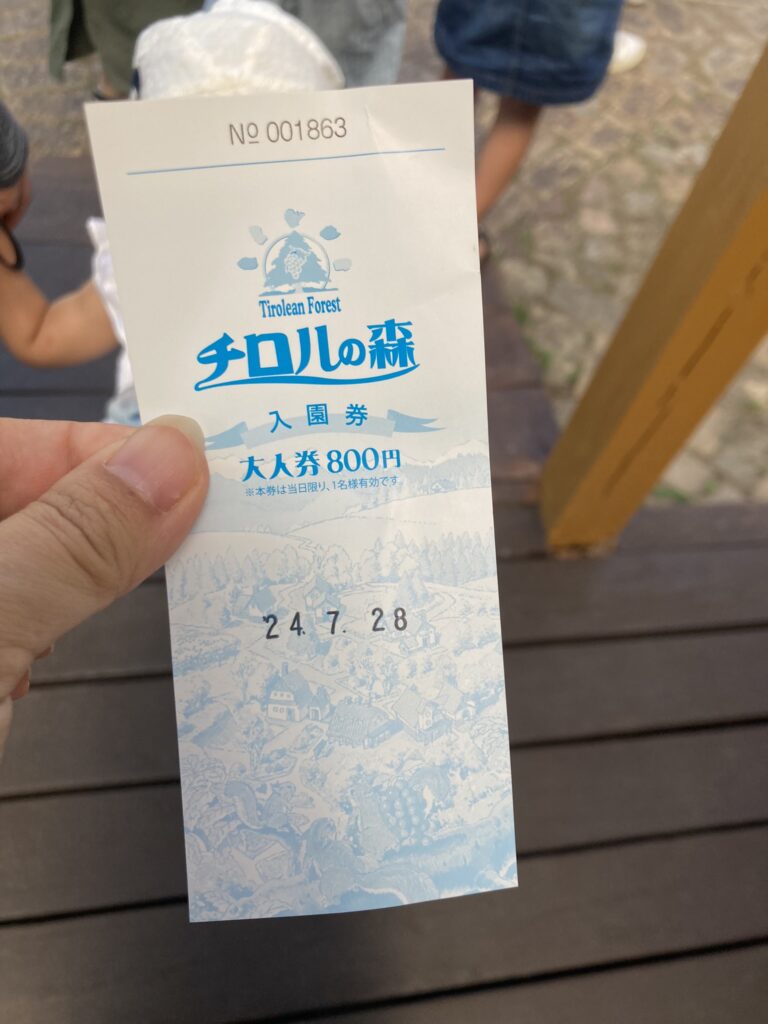 № 001863
Tirolean Forest
チロルの森
入園券
大人券 800円
※本券は当日限り、1名様有効です
24. 7. 28